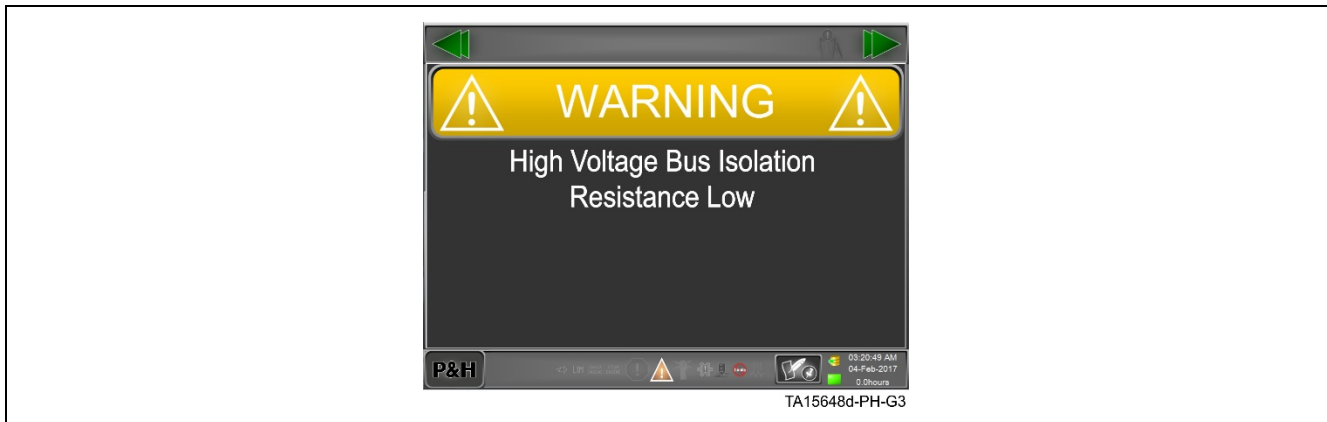 WARNING
High Voltage Bus Isolation
Resistance Low
P&H
03:20:49 AM
04-Feb-2017
0.0hours
TA15648d-PH-G3